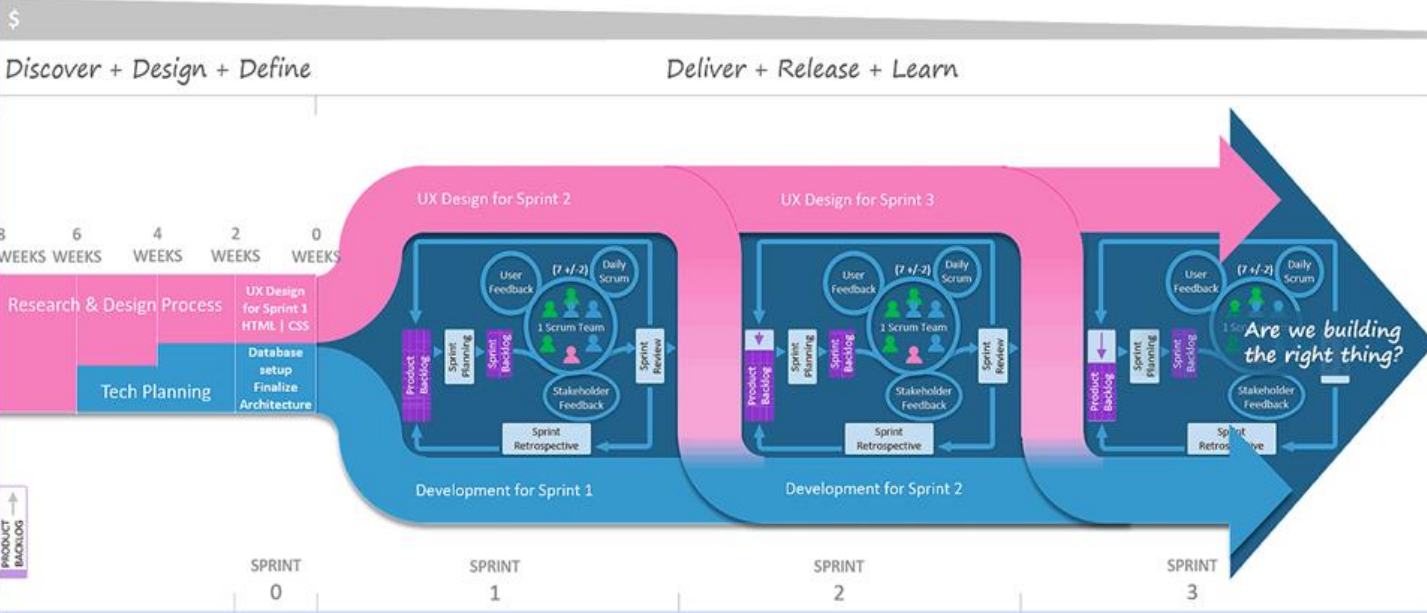 $
Discover + Design + Define
Deliver + Release + Learn
8 6 4 2 0
WEEKS WEEKS WEEKS WEEKS WEEKS
Research & Design Process
UX Design
for Sprint 1
HTML | CSS
Tech Planning
Database
setup
Finalize
Architecture
UX Design for Sprint 2
User
Feedback
(7 +/-2)
Daily
Scrum
1 Scrum Team
Product
Backlog
Sprint
Planning
Sprint
Backlog
Sprint
Review
Stakeholder
Feedback
Sprint
Retrospective
Development for Sprint 1
UX Design for Sprint 3
User
Feedback
(7 +/-2)
Daily
Scrum
1 Scrum Team
Product
Backlog
Sprint
Planning
Sprint
Backlog
Sprint
Review
Stakeholder
Feedback
Sprint
Retrospective
Development for Sprint 2
User
Feedback
(7 +/-2)
Daily
Scrum
Are we building
the right thing?
Product
Backlog
Sprint
Planning
Sprint
Backlog
Stakeholder
Feedback
Sprint
Retrospective
PRODUCT
BACKLOG
SPRINT
0
SPRINT
1
SPRINT
2
SPRINT
3